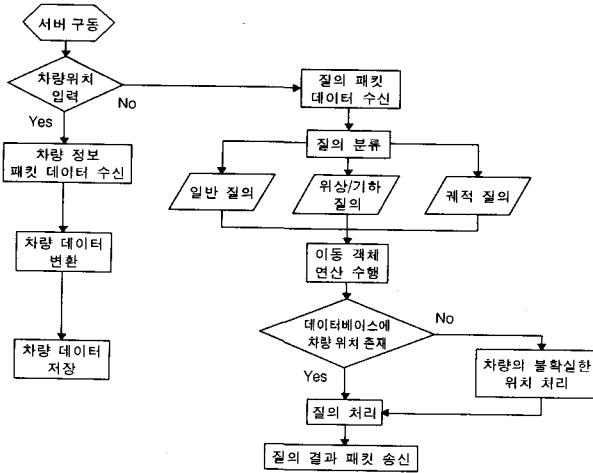 서버 구동
차량위치
입력
No
Yes
차량 정보
패킷 데이터 수신
차량 데이터
변환
차량 데이터
저장
질의 패킷
데이터 수신
질의 분류
일반 질의
위상/기하
질의
궤적 질의
이동 객체
연산 수행
데이터베이스에
차량 위치 존재
No
Yes
차량의 불확실한
위치 처리
질의 처리
질의 결과 패킷 송신